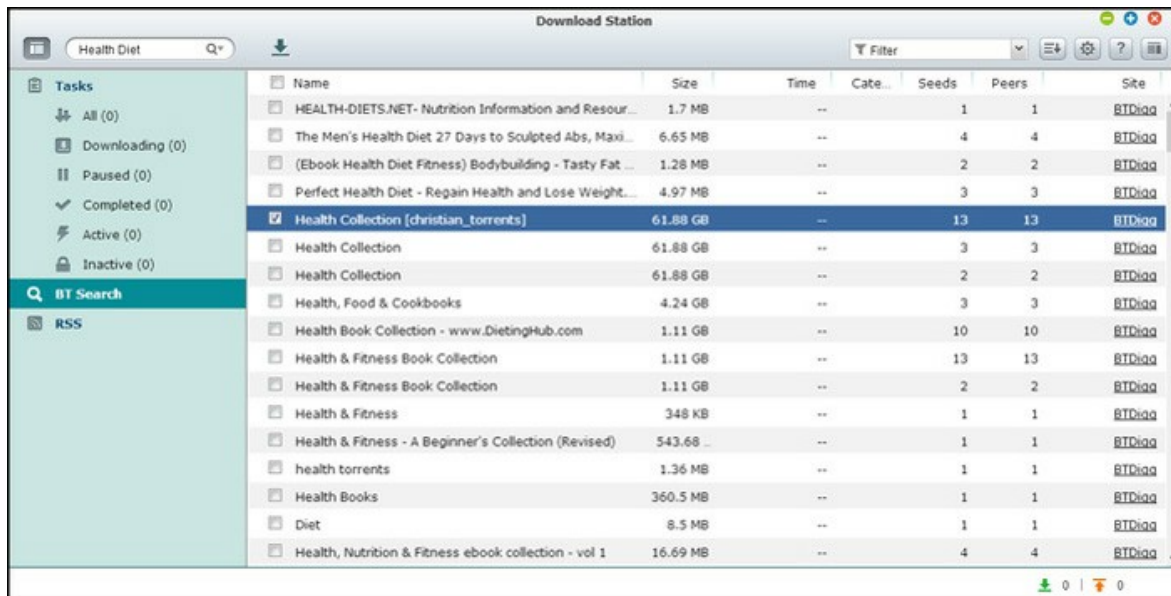 Download Station
Health Diet
Filter
Tasks
All (0)
Downloading (0)
Paused (0)
Completed (0)
Active (0)
Inactive (0)
BT Search
RSS
Name Size Time Cate... Seeds Peers Site
HEALTH-DIETS.NET- Nutrition Information and Resour... 1.7 MB -- 1 1 BTDigg
The Men's Health Diet 27 Days to Sculpted Abs, Maxi... 6.65 MB -- 4 4 BTDigg
(Ebook Health Diet Fitness) Bodybuilding - Tasty Fat ... 1.28 MB -- 2 2 BTDigg
Perfect Health Diet - Regain Health and Lose Weight.... 4.97 MB -- 3 3 BTDigg
Health Collection [christian_torrents] 61.88 GB -- 13 13 BTDigg
Health Collection 61.88 GB -- 3 3 BTDigg
Health Collection 61.88 GB -- 2 2 BTDigg
Health, Food & Cookbooks 4.24 GB -- 3 3 BTDigg
Health Book Collection - www.DietingHub.com 1.11 GB -- 10 10 BTDigg
Health & Fitness Book Collection 1.11 GB -- 13 13 BTDigg
Health & Fitness Book Collection 1.11 GB -- 2 2 BTDigg
Health & Fitness 348 KB -- 1 1 BTDigg
Health & Fitness - A Beginner's Collection (Revised) 543.68 ... -- 1 1 BTDigg
health torrents 1.36 MB -- 1 1 BTDigg
Health Books 360.5 MB -- 1 1 BTDigg
Diet 8.5 MB -- 1 1 BTDigg
Health, Nutrition & Fitness ebook collection - vol 1 16.69 MB -- 4 4 BTDigg
0 | 0